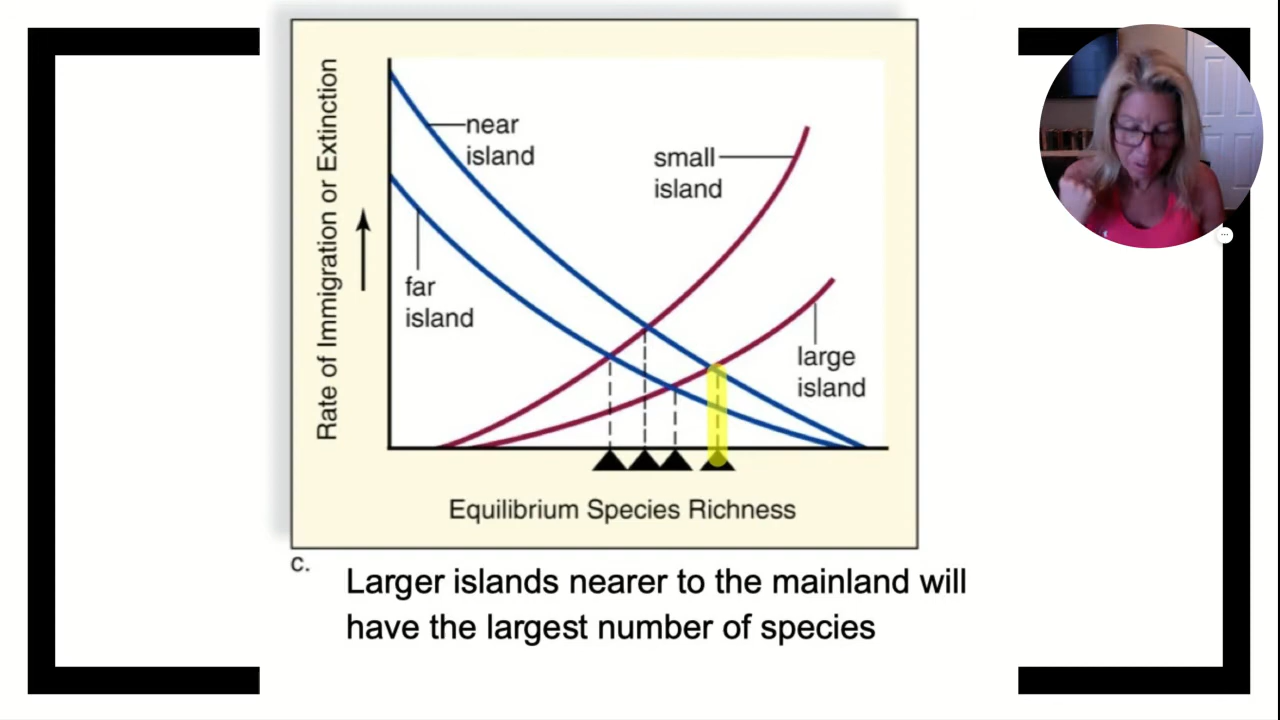 Rate of Immigration or Extinction
near
island
small
island
far
island
large
island
Equilibrium Species Richness
c.
Larger islands nearer to the mainland will
have the largest number of species